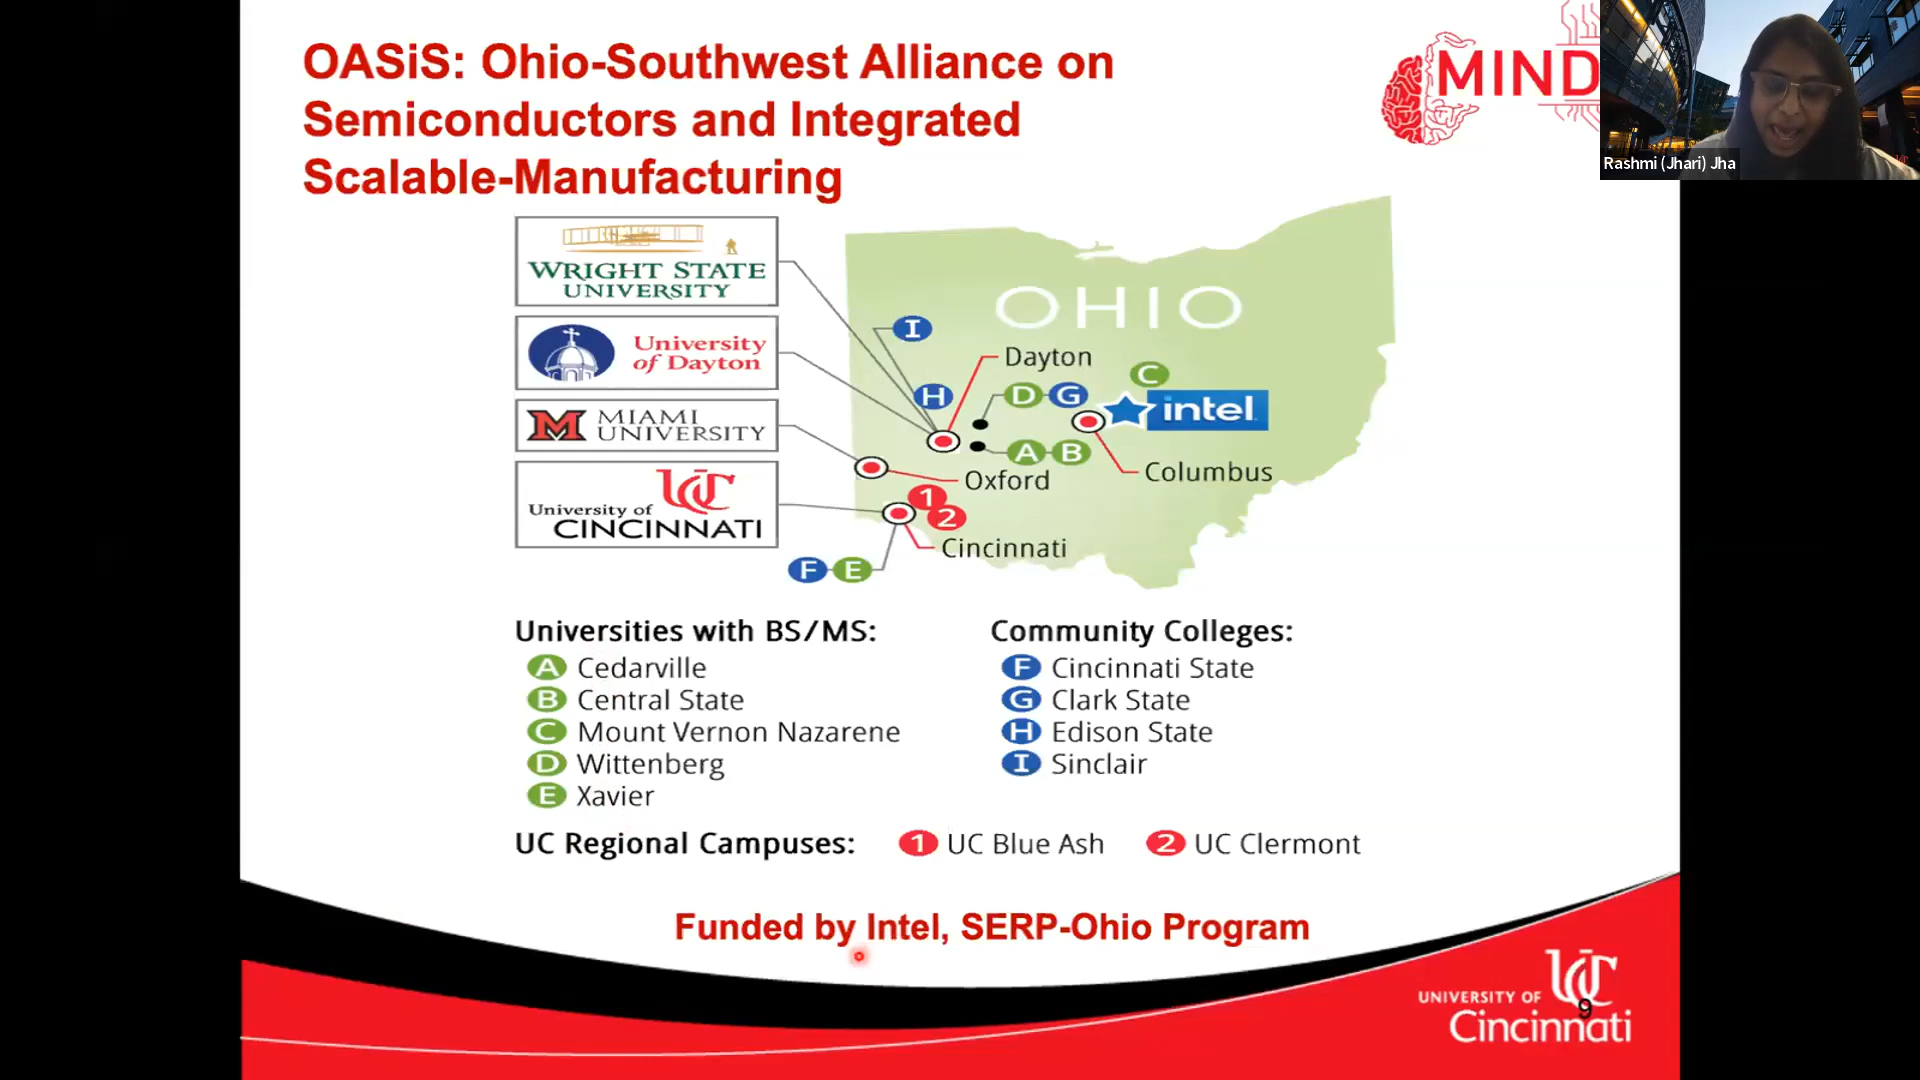 OASiS: Ohio-Southwest Alliance on
Semiconductors and Integrated
Scalable-Manufacturing
MIND
Rashmi (Jhari) Jha
WRIGHT STATE
UNIVERSITY
University
of Dayton
M MIAMI
UNIVERSITY
UC
University of
CINCINNATI
OHIO
I
Dayton
C
H
D G
intel
A B
Columbus
Oxford
1
2
Cincinnati
F E
Universities with BS/MS:
A Cedarville
B Central State
C Mount Vernon Nazarene
D Wittenberg
E Xavier
Community Colleges:
F Cincinnati State
G Clark State
H Edison State
I Sinclair
UC Regional Campuses: 1 UC Blue Ash 2 UC Clermont
Funded by Intel, SERP-Ohio Program
UC
UNIVERSITY OF
Cincinnati
9